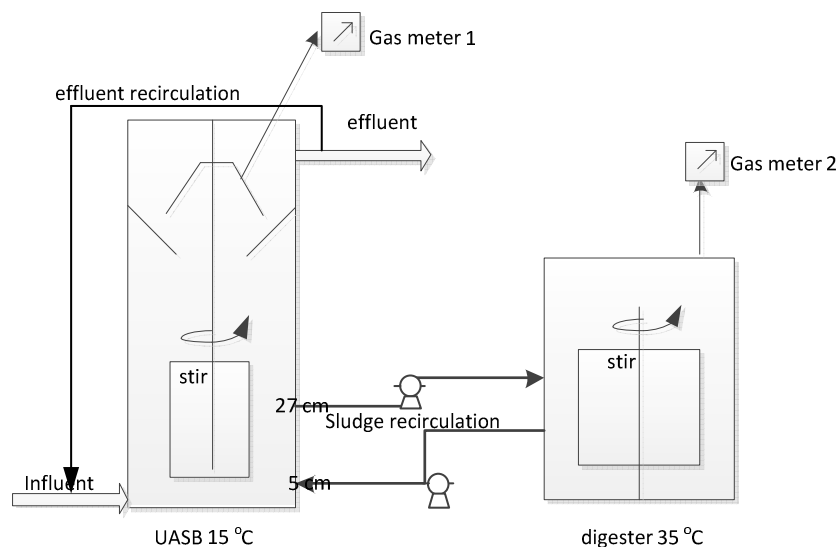 Gas meter 1
effluent recirculation
effluent
Gas meter 2
stir
stir
27 cm
Sludge recirculation
Influent
5 cm
UASB 15 °C
digester 35 °C